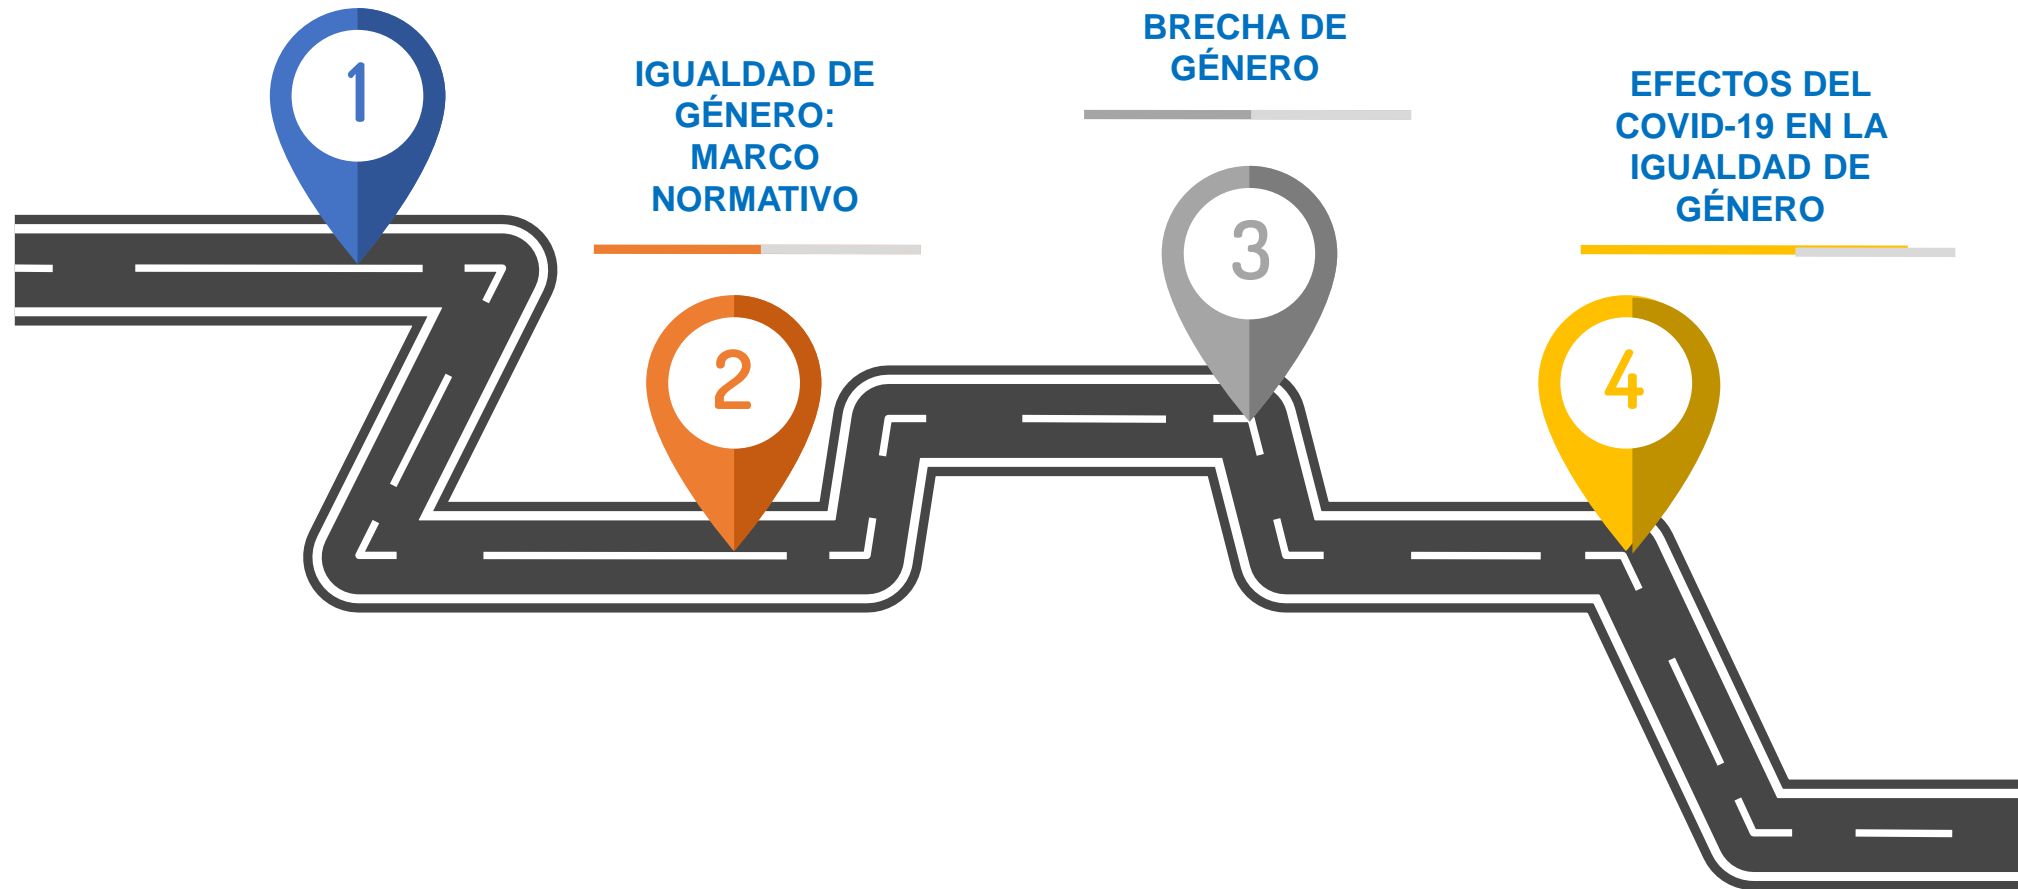 1
IGUALDAD DE
GÉNERO:
MARCO
NORMATIVO
2
BRECHA DE
GÉNERO
3
EFECTOS DEL
COVID-19 EN LA
IGUALDAD DE
GÉNERO
4